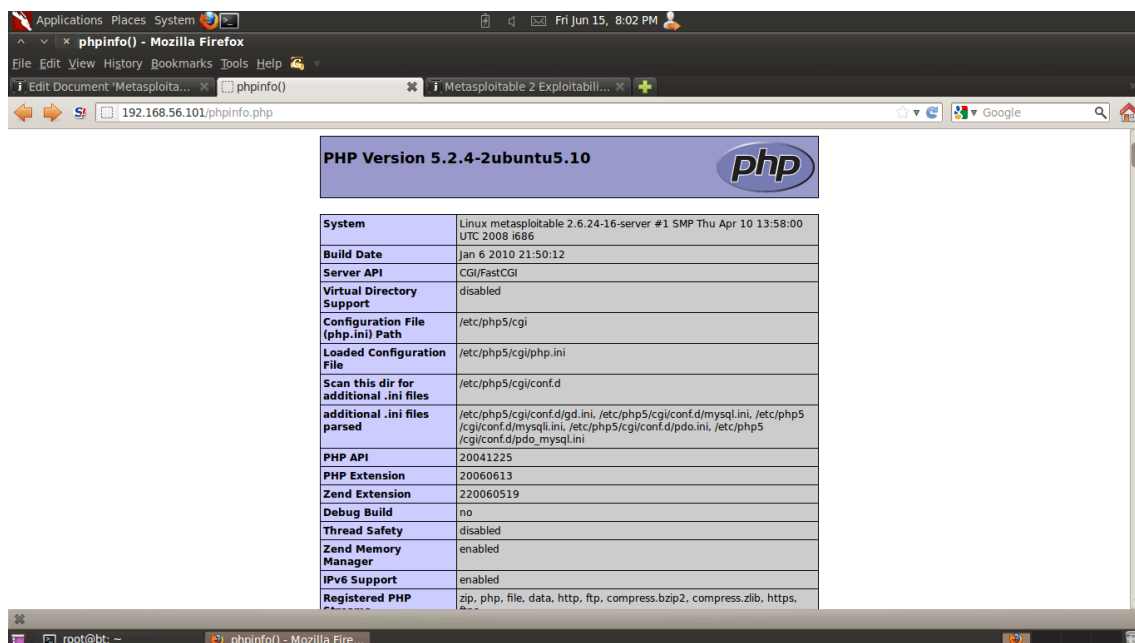 Applications Places System
Fri Jun 15, 8:02 PM
phpinfo() - Mozilla Firefox
File Edit View History Bookmarks Tools Help
Edit Document 'Metasploita...
phpinfo()
Metasploitable 2 Exploitabili...
192.168.56.101/phpinfo.php
Google
PHP Version 5.2.4-2ubuntu5.10
php
System
Linux metasploitable 2.6.24-16-server #1 SMP Thu Apr 10 13:58:00
UTC 2008 i686
Build Date
Jan 6 2010 21:50:12
Server API
CGI/FastCGI
Virtual Directory
Support
disabled
Configuration File
(php.ini) Path
/etc/php5/cgi
Loaded Configuration
File
/etc/php5/cgi/php.ini
Scan this dir for
additional .ini files
/etc/php5/cgi/conf.d
additional .ini files
parsed
/etc/php5/cgi/conf.d/gd.ini, /etc/php5/cgi/conf.d/mysql.ini, /etc/php5
/cgi/conf.d/mysqli.ini, /etc/php5/cgi/conf.d/pdo.ini, /etc/php5
/cgi/conf.d/pdo_mysql.ini
PHP API
20041225
PHP Extension
20060613
Zend Extension
220060519
Debug Build
no
Thread Safety
disabled
Zend Memory
Manager
enabled
IPv6 Support
enabled
Registered PHP
zip, php, file, data, http, ftp, compress.bzip2, compress.zlib, https,
root@bt: ~
phpinfo() - Mozilla Fire...